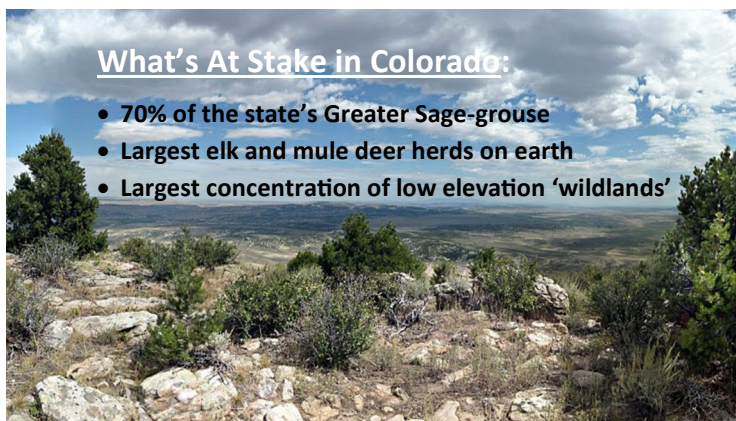 What’s At Stake in Colorado:
• 70% of the state’s Greater Sage-grouse
• Largest elk and mule deer herds on earth
• Largest concentration of low elevation ‘wildlands’